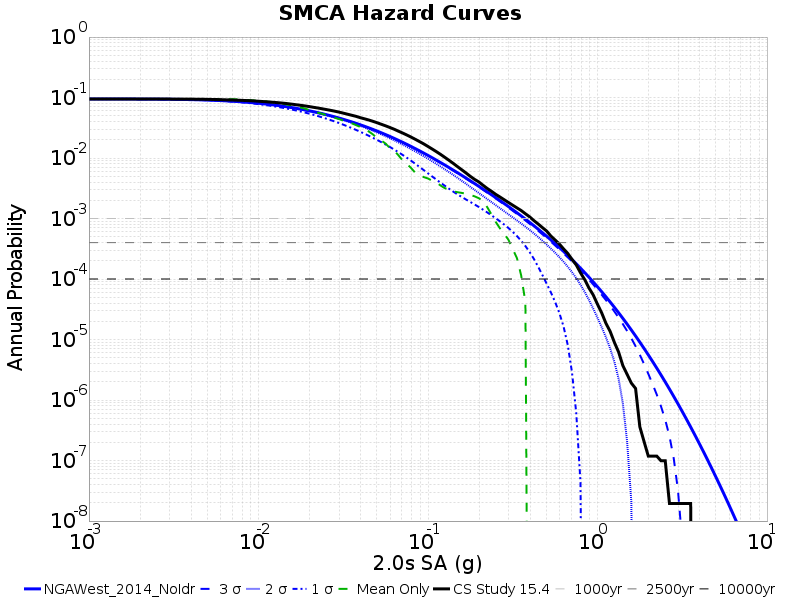 SMCA Hazard Curves
10^0
10^-1
10^-2
10^-3
10^-4
10^-5
10^-6
10^-7
10^-8
Annual Probability
10^-3 10^-2 10^-1 10^0 10^1
2.0s SA (g)
NGAWest_2014_NoIdr 3 σ 2 σ 1 σ Mean Only CS Study 15.4 1000yr 2500yr 10000yr